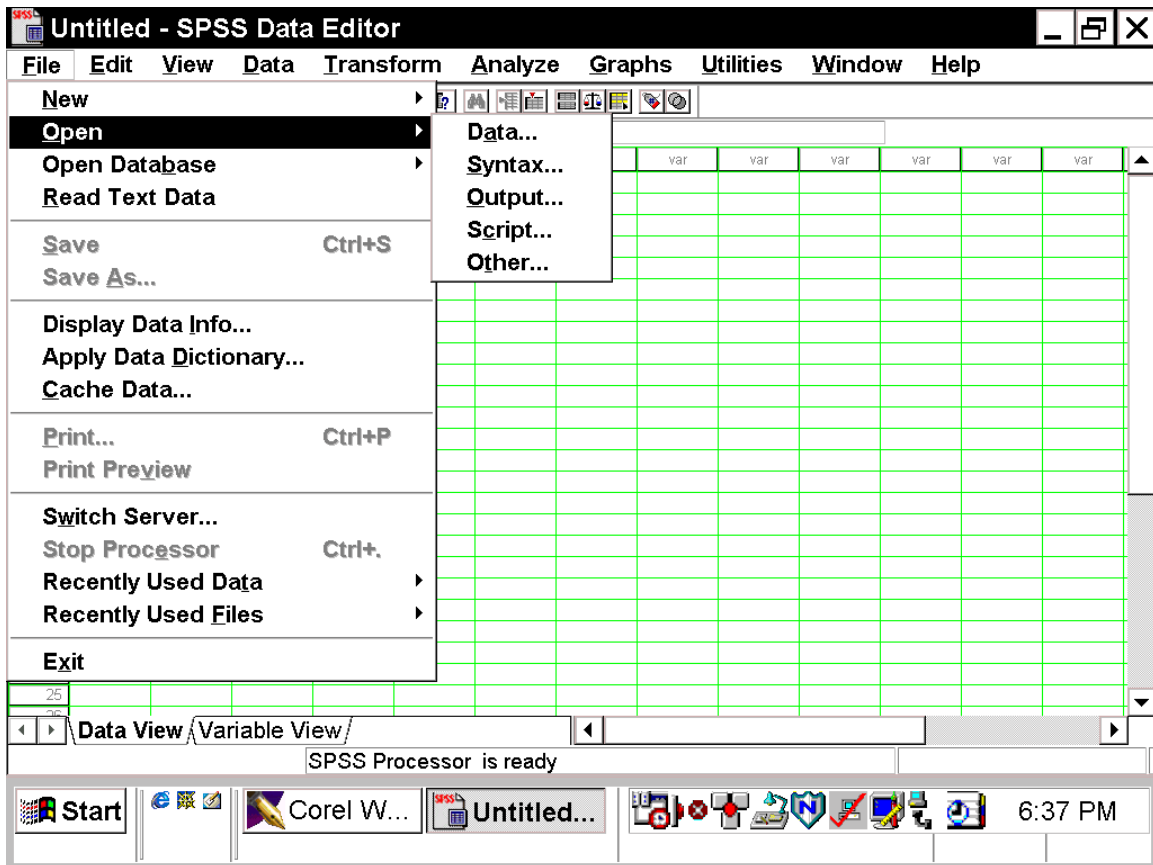 SPSS
Untitled - SPSS Data Editor
File Edit View Data Transform Analyze Graphs Utilities Window Help
New
Open
Open Database
Read Text Data
Save Ctrl+S
Save As...
Display Data Info...
Apply Data Dictionary...
Cache Data...
Print... Ctrl+P
Print Preview
Switch Server...
Stop Processor Ctrl+.
Recently Used Data
Recently Used Files
Exit
Data...
Syntax...
Output...
Script...
Other...
var var var var var var
25
26
Data View Variable View
SPSS Processor is ready
Start Corel W... SPSS Untitled... N 6:37 PM